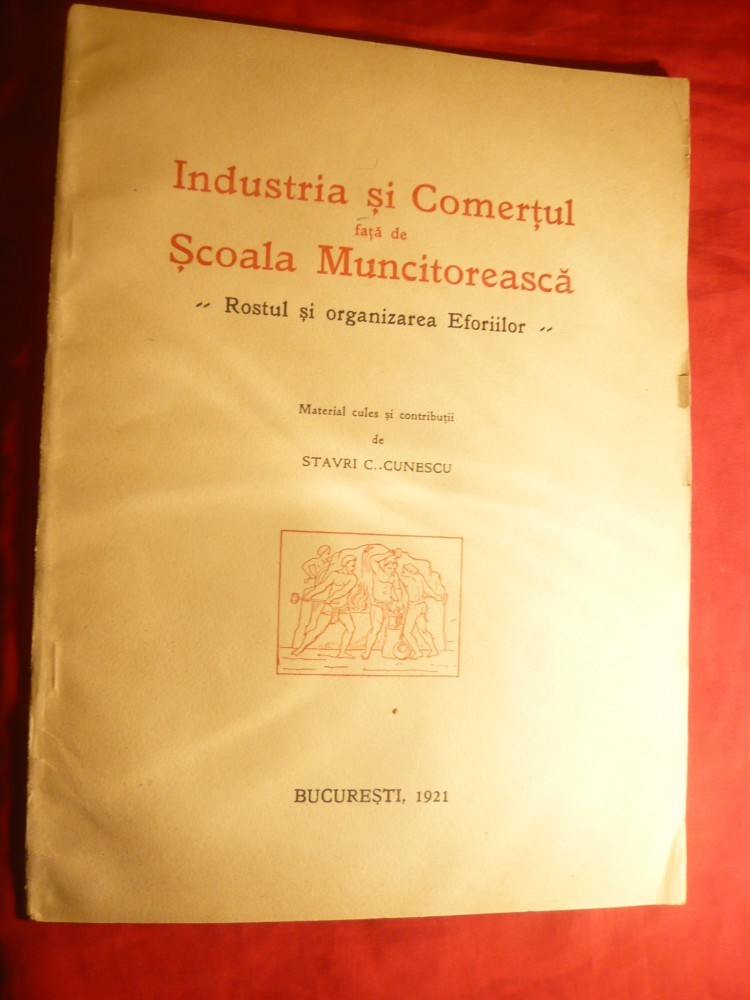 Industria și Comerțul
față de
Școala Muncitorească
,, Rostul și organizarea Eforiilor ,,
Material cules și contribuții
de
STAVRI C..CUNESCU
BUCUREȘTI, 1921